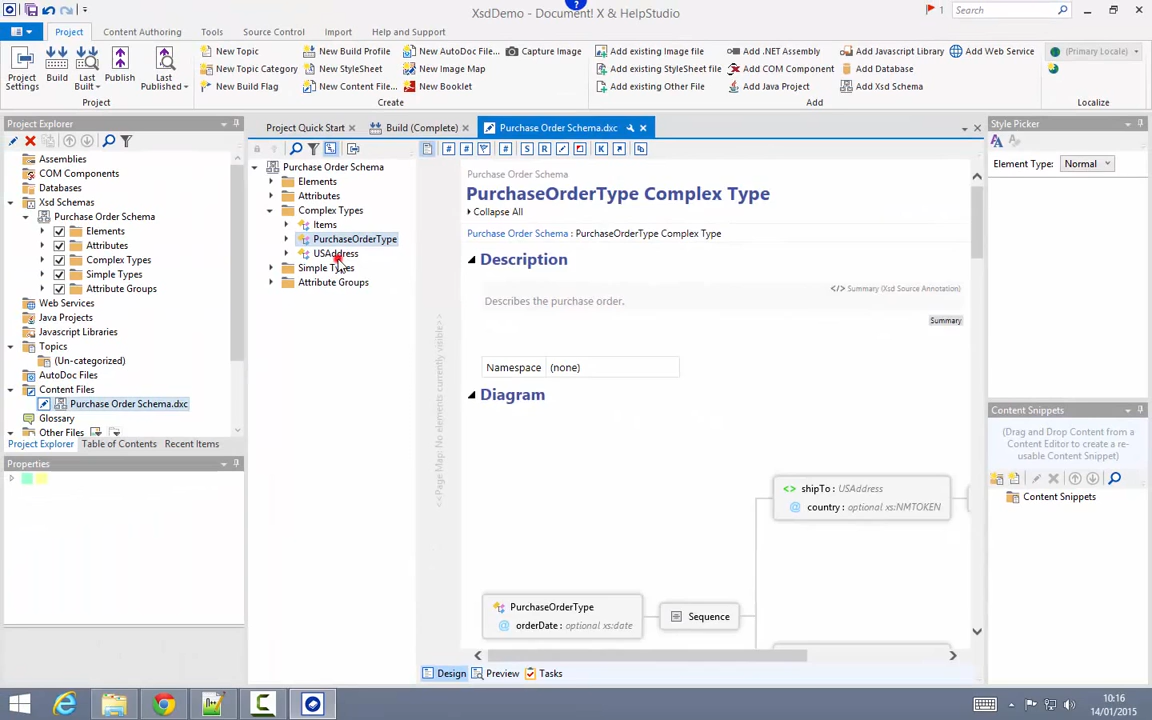 XsdDemo - Document! X & HelpStudio
?
1
Search
Project
Content Authoring
Tools
Source Control
Import
Help and Support
Project Settings
Build
Last Built
Publish
Last Published
Project
New Topic
New Topic Category
New Build Flag
New Build Profile
New StyleSheet
New Content File...
New AutoDoc File...
New Image Map
New Booklet
Capture Image
Create
Add existing Image file
Add existing StyleSheet file
Add existing Other File
Add .NET Assembly
Add COM Component
Add Java Project
Add Javascript Library
Add Database
Add Xsd Schema
Add Web Service
Add
(Primary Locale)
Localize
Project Explorer
Assemblies
COM Components
Databases
Xsd Schemas
Purchase Order Schema
Elements
Attributes
Complex Types
Simple Types
Attribute Groups
Web Services
Java Projects
Javascript Libraries
Topics
(Un-categorized)
AutoDoc Files
Content Files
Purchase Order Schema.dxc
Glossary
Other Files
Project Explorer
Table of Contents
Recent Items
Properties
Project Quick Start
Build (Complete)
Purchase Order Schema.dxc
Purchase Order Schema
Elements
Attributes
Complex Types
Items
PurchaseOrderType
USAddress
Simple Types
Attribute Groups
<<Page Map: No elements currently visible>>
Purchase Order Schema
PurchaseOrderType Complex Type
Collapse All
Purchase Order Schema : PurchaseOrderType Complex Type
Description
</> Summary (Xsd Source Annotation)
Describes the purchase order.
Summary
Namespace (none)
Diagram
<> shipTo : USAddress
@ country : optional xs:NMTOKEN
PurchaseOrderType
@ orderDate : optional xs:date
Sequence
Design
Preview
Tasks
Style Picker
Element Type:
Normal
Content Snippets
(Drag and Drop Content from a
Content Editor to create a re-
usable Content Snippet)
Content Snippets
10:16
14/01/2015